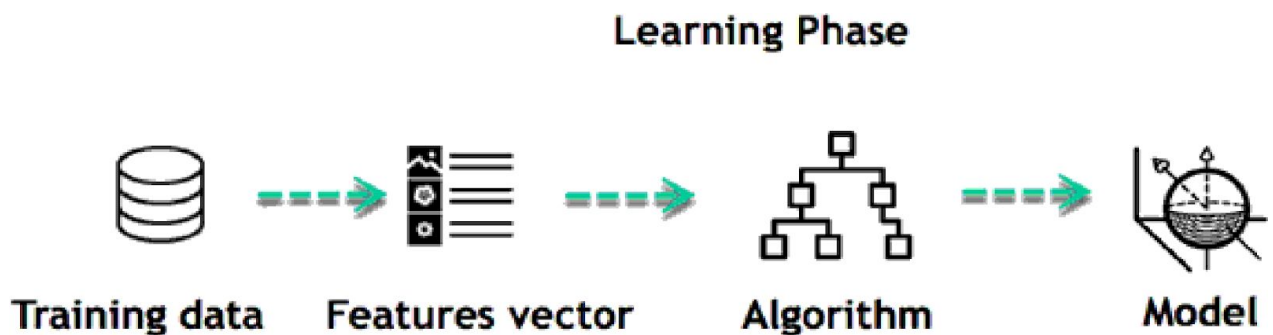 Learning Phase
Training data
Features vector
Algorithm
Model